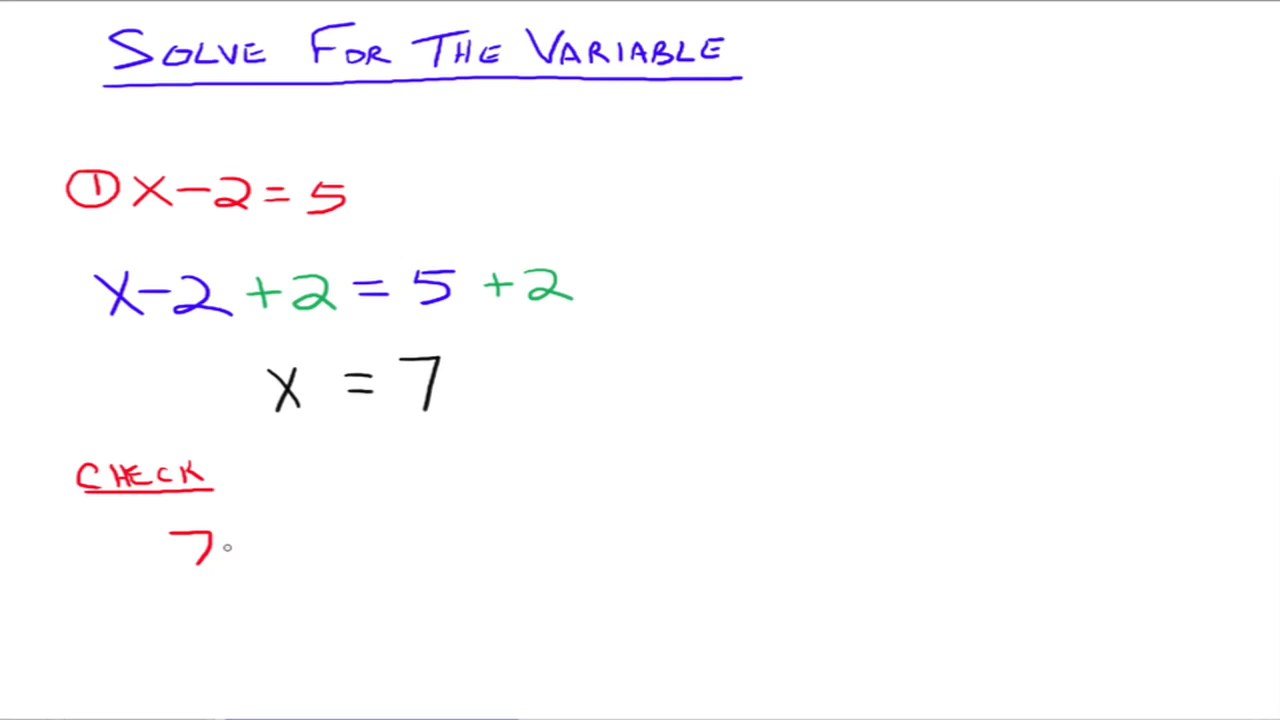 SOLVE FOR THE VARIABLE
① x-2=5
x-2+2=5+2
x=7
CHECK
7